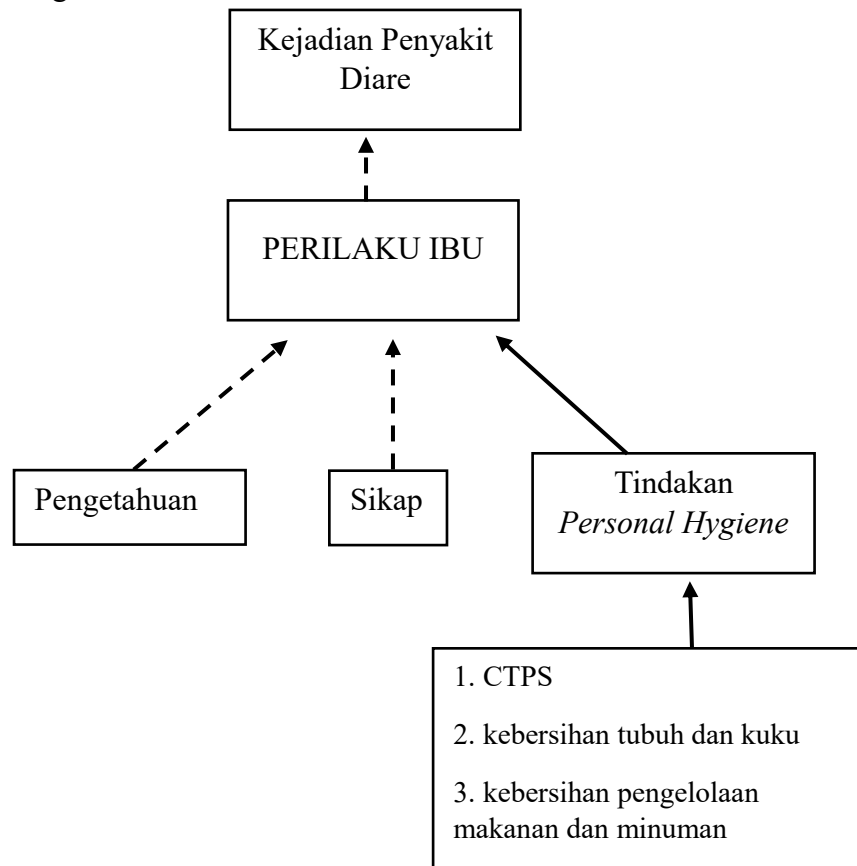 Kejadian Penyakit
Diare
PERILAKU IBU
Pengetahuan
Sikap
Tindakan
Personal Hygiene
1. CTPS
2. kebersihan tubuh dan kuku
3. kebersihan pengelolaan
makanan dan minuman